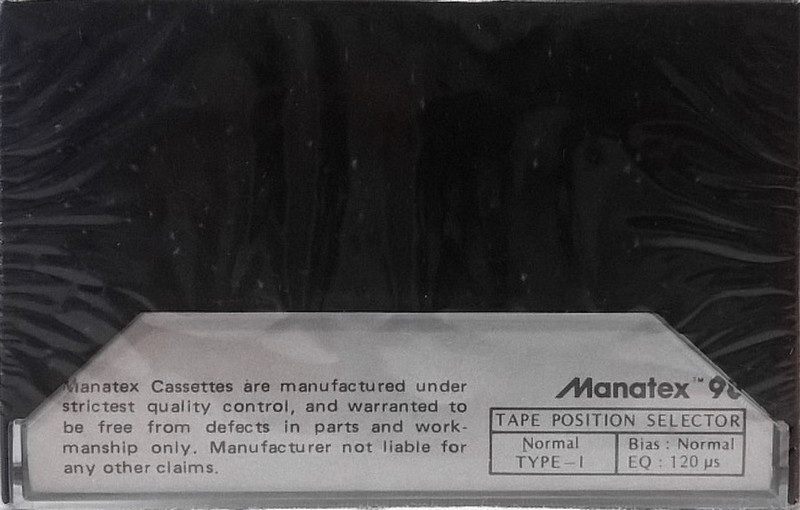 Manatex Cassettes are manufactured under
strictest quality control, and warranted to
be free from defects in parts and work-
manship only. Manufacturer not liable for
any other claims.
Manatex™ 90
TAPE POSITION SELECTOR
Normal
TYPE-I
Bias : Normal
EQ : 120 µs